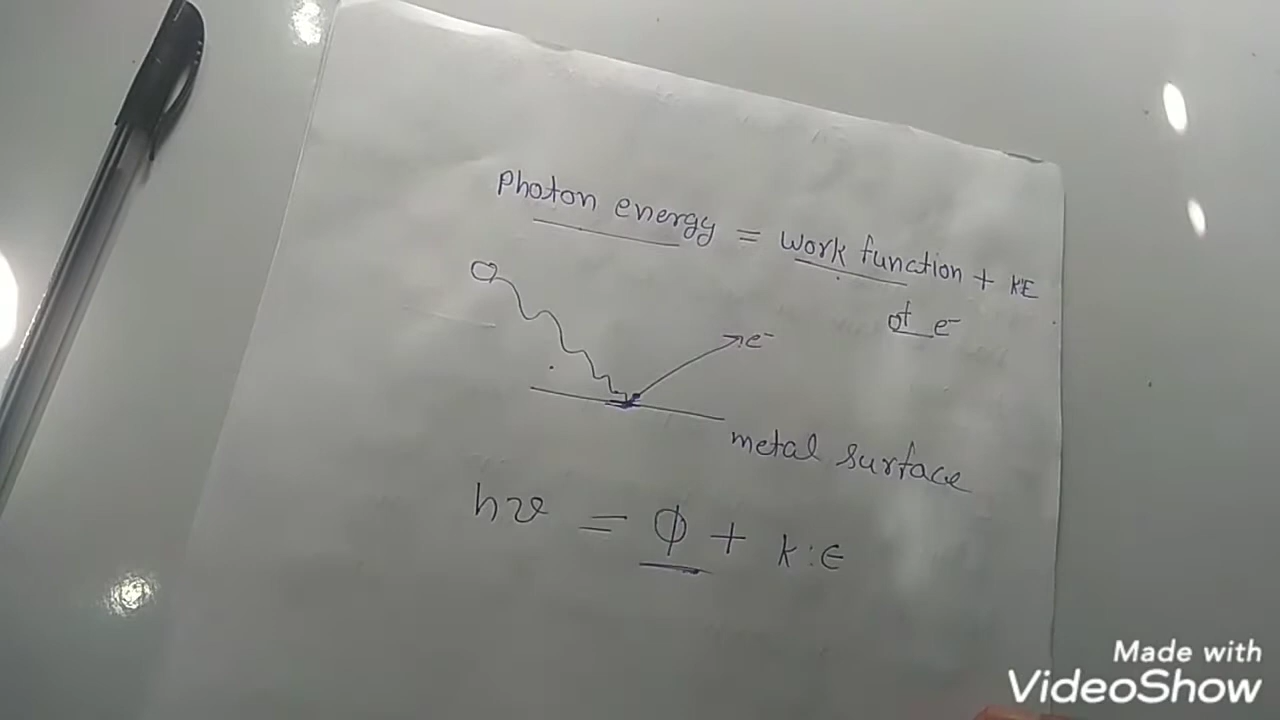 Photon energy = work function + KE
of e⁻
e⁻
metal surface
hν = Φ + k.E
Made with
VideoShow